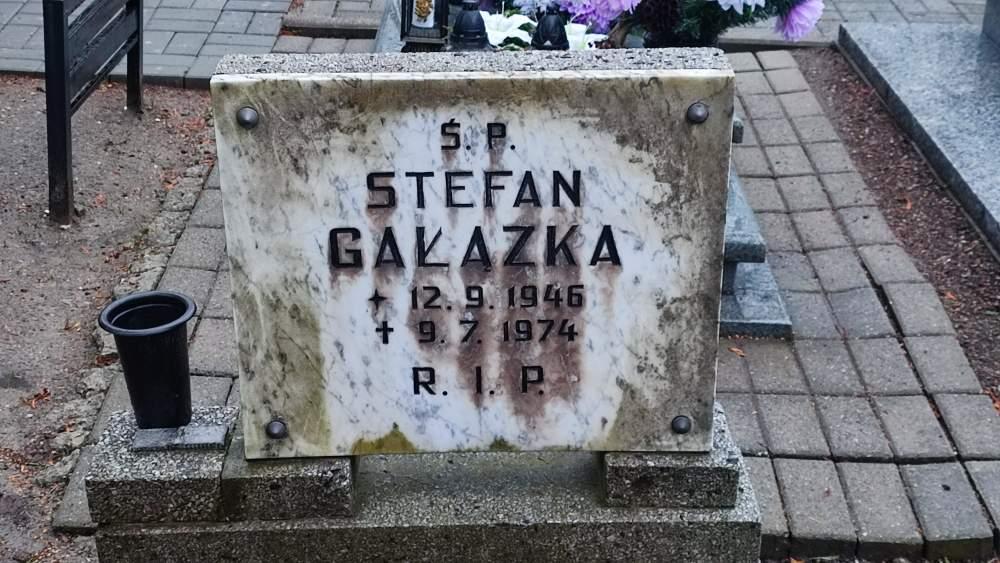 Ś. P.
STEFAN
GAŁĄZKA
✦ 12. 9. 1946
✝ 9. 7. 1974
R. I. P.